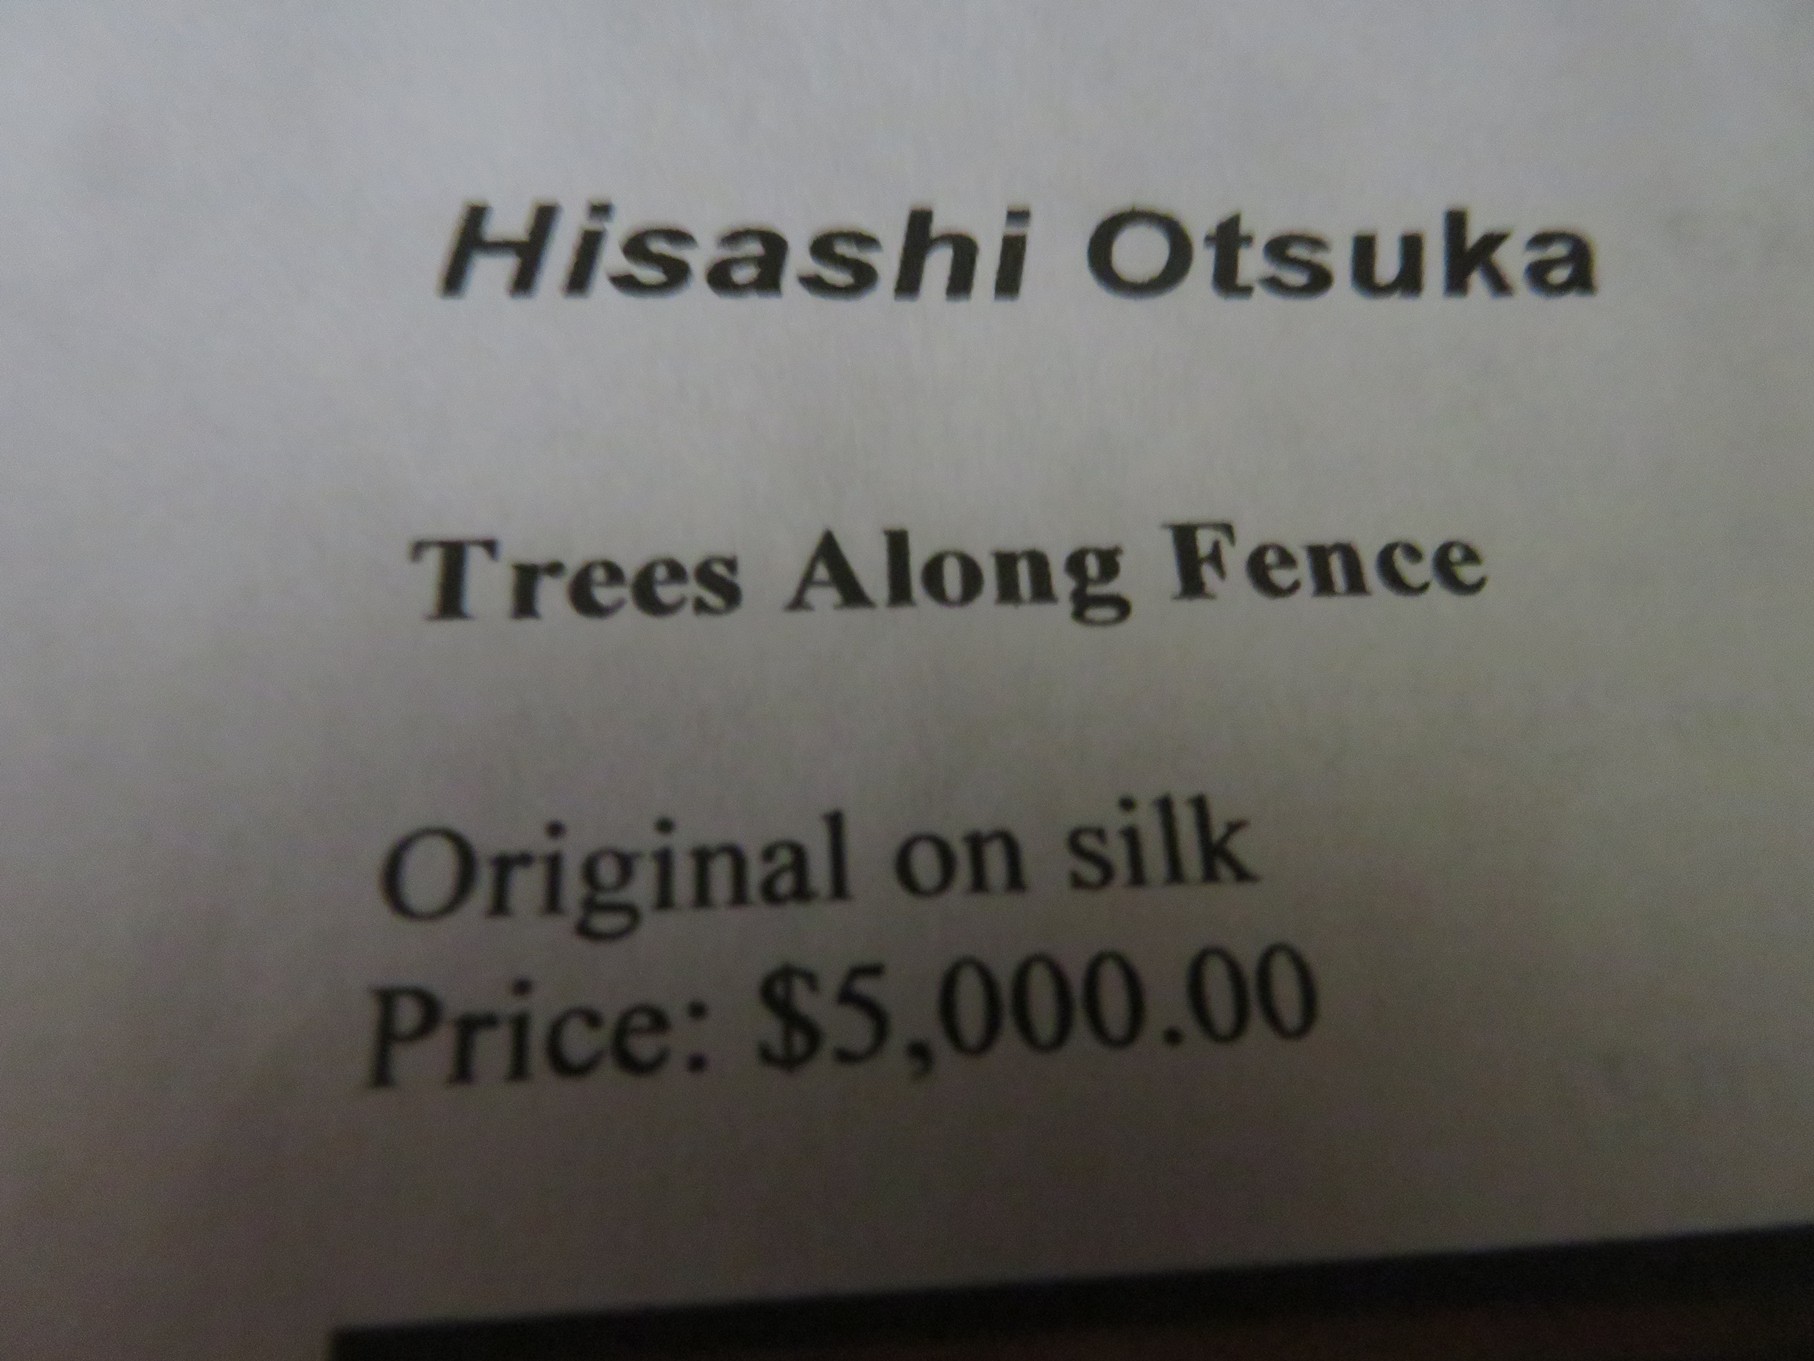 Hisashi Otsuka
Trees Along Fence
Original on silk
Price: $5,000.00